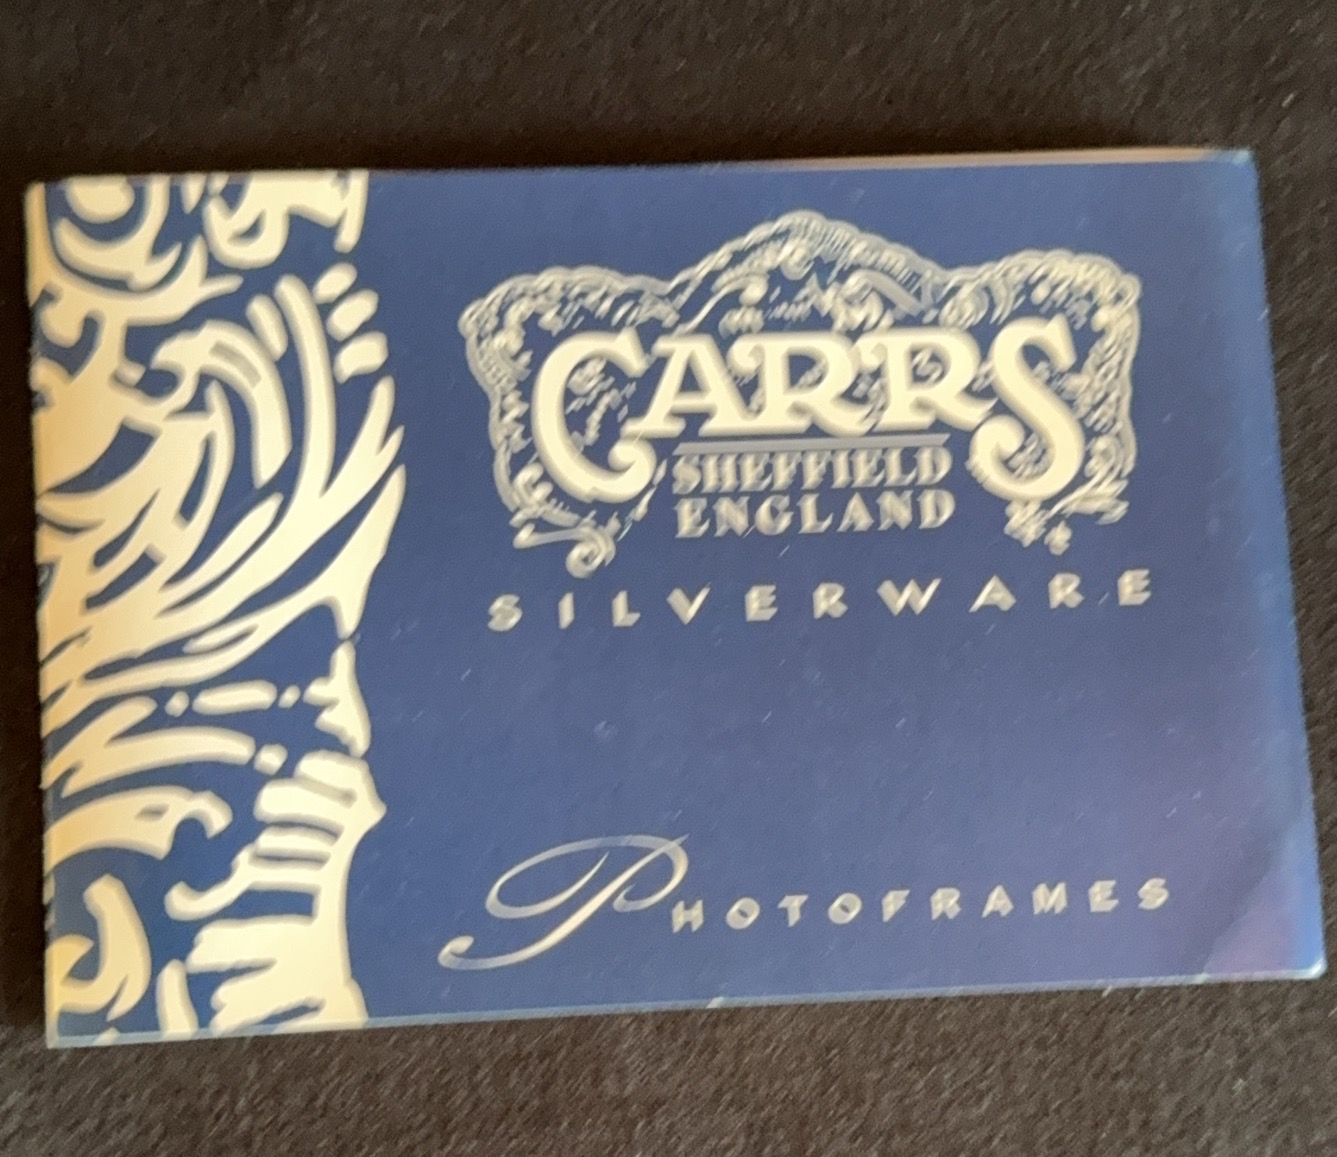 CARRS
SHEFFIELD
ENGLAND
SILVERWARE
PHOTOFRAMES